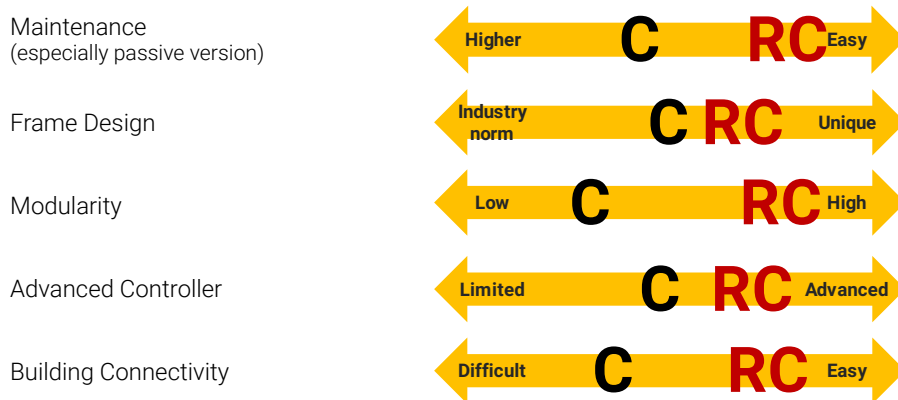 Maintenance
(especially passive version)
Higher C RC Easy
Frame Design
Industry
norm
C RC Unique
Modularity
Low C RC High
Advanced Controller
Limited C RC Advanced
Building Connectivity
Difficult C RC Easy